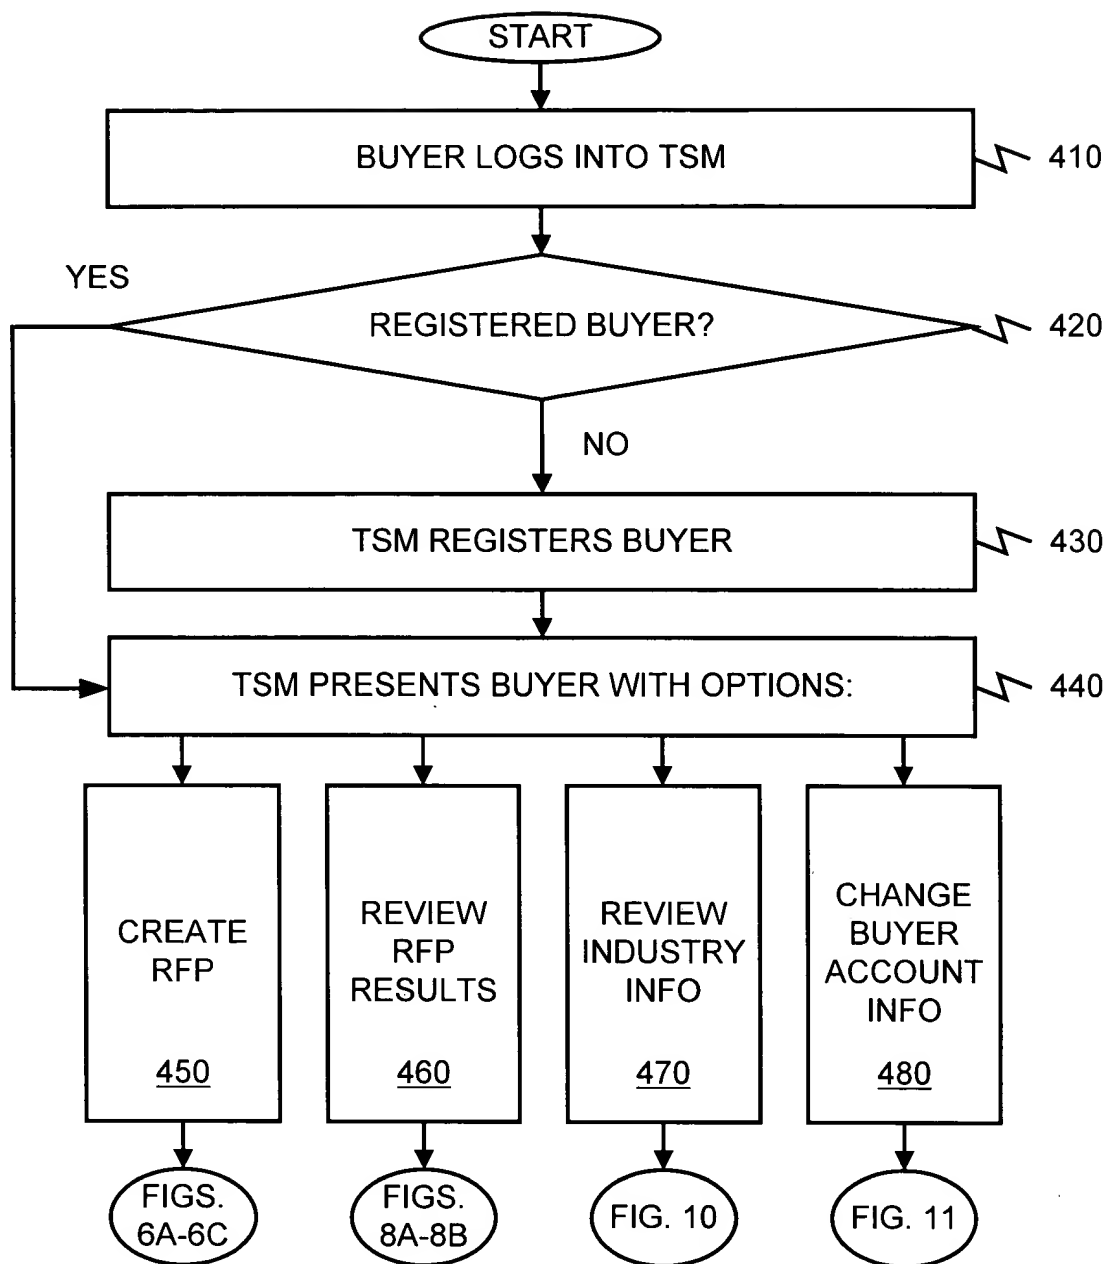 START
BUYER LOGS INTO TSM
410
YES
REGISTERED BUYER?
420
NO
TSM REGISTERS BUYER
430
TSM PRESENTS BUYER WITH OPTIONS:
440
CREATE
RFP
450
REVIEW
RFP
RESULTS
460
REVIEW
INDUSTRY
INFO
470
CHANGE
BUYER
ACCOUNT
INFO
480
FIGS.
6A-6C
FIGS.
8A-8B
FIG. 10
FIG. 11